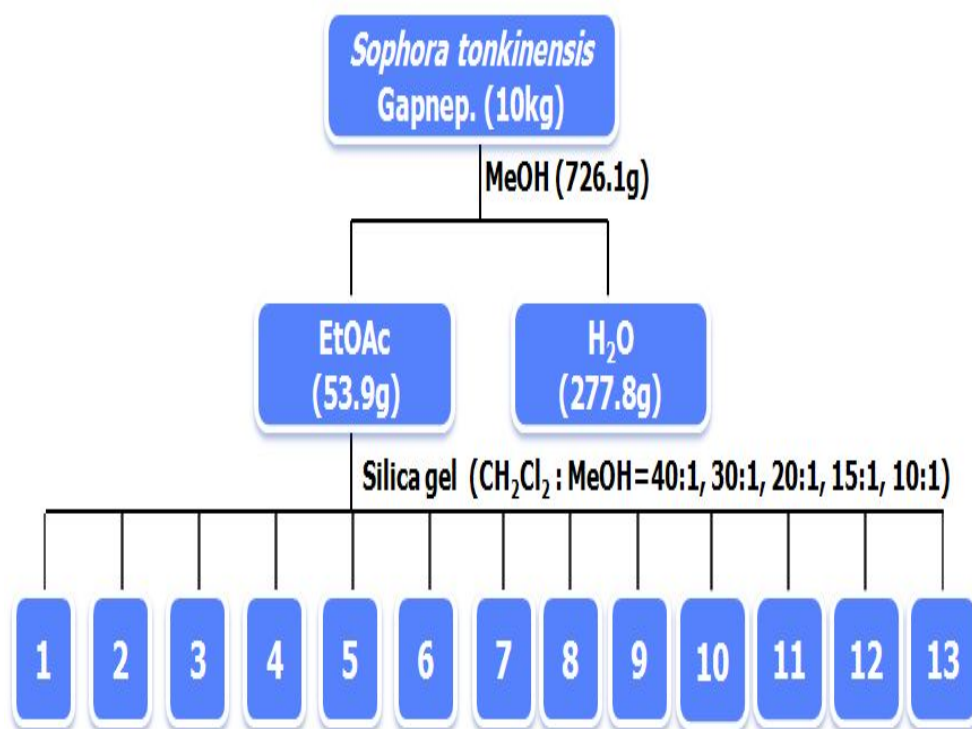 Sophora tonkinensis
Gapnep. (10kg)
MeOH (726.1g)
EtOAc
(53.9g)
H₂O
(277.8g)
Silica gel (CH₂Cl₂ : MeOH=40:1, 30:1, 20:1, 15:1, 10:1)
1 2 3 4 5 6 7 8 9 10 11 12 13